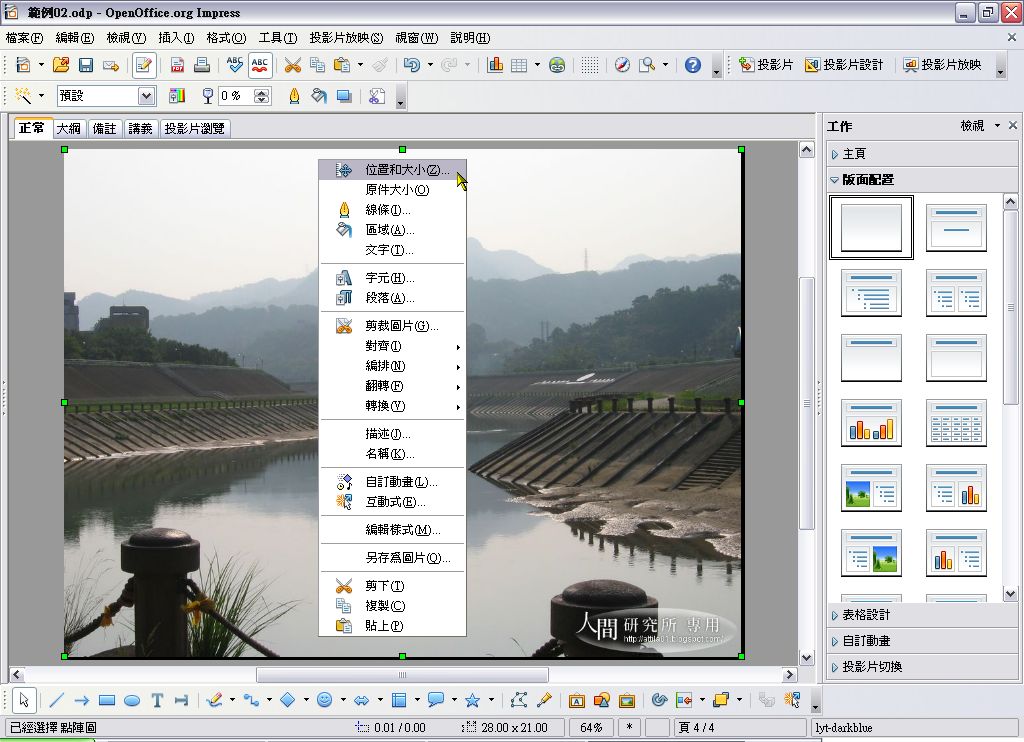 範例02.odp - OpenOffice.org Impress
檔案(F) 編輯(E) 檢視(V) 插入(I) 格式(O) 工具(T) 投影片放映(S) 視窗(W) 說明(H)
ABC ABC 投影片 投影片設計 投影片放映
預設 0 %
正常 大綱 備註 講義 投影片瀏覽
工作 檢視
主頁
版面配置
位置和大小(Z)...
原件大小(O)
線條(I)...
區域(A)...
文字(T)...
字元(H)...
段落(A)...
剪裁圖片(G)...
對齊(I)
編排(N)
翻轉(F)
轉換(Y)
描述(J)...
名稱(K)...
自訂動畫(L)...
互動式(E)...
編輯樣式(M)...
另存為圖片(Q)...
剪下(T)
複製(C)
貼上(P)
人間 研究所 專用
http://attila01.blogspot.com/
表格設計
自訂動畫
投影片切換
已經選擇 點陣圖 0.01 / 0.00 28.00 x 21.00 64% * 頁 4 / 4 lyt-darkblue